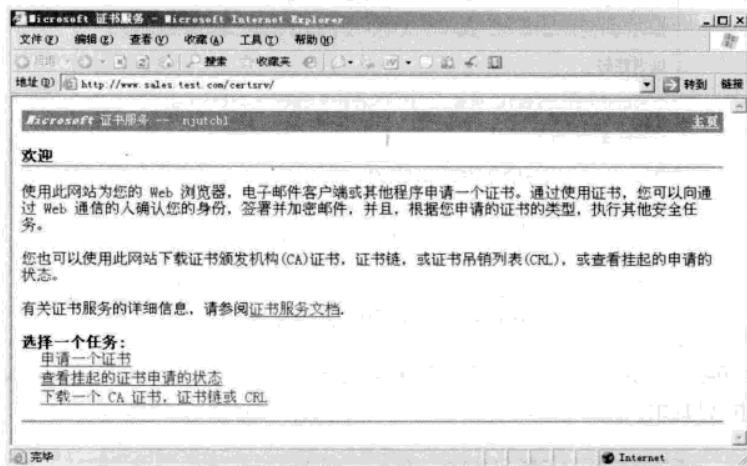 Microsoft 证书服务 - Microsoft Internet Explorer
文件(F) 编辑(E) 查看(V) 收藏(A) 工具(T) 帮助(H)
后退 搜索 收藏夹
地址(D) http://www.sales.test.com/certsrv/ 转到 链接
Microsoft 证书服务 -- njutcbl 主页
欢迎
使用此网站为您的 Web 浏览器，电子邮件客户端或其他程序申请一个证书。通过使用证书，您可以向通
过 Web 通信的人确认您的身份，签署并加密邮件，并且，根据您申请的证书的类型，执行其他安全任
务。
您也可以使用此网站下载证书颁发机构(CA)证书，证书链，或证书吊销列表(CRL)，或查看挂起的申请的
状态。
有关证书服务的详细信息，请参阅证书服务文档.
选择一个任务:
申请一个证书
查看挂起的证书申请的状态
下载一个 CA 证书，证书链或 CRL
完毕 Internet